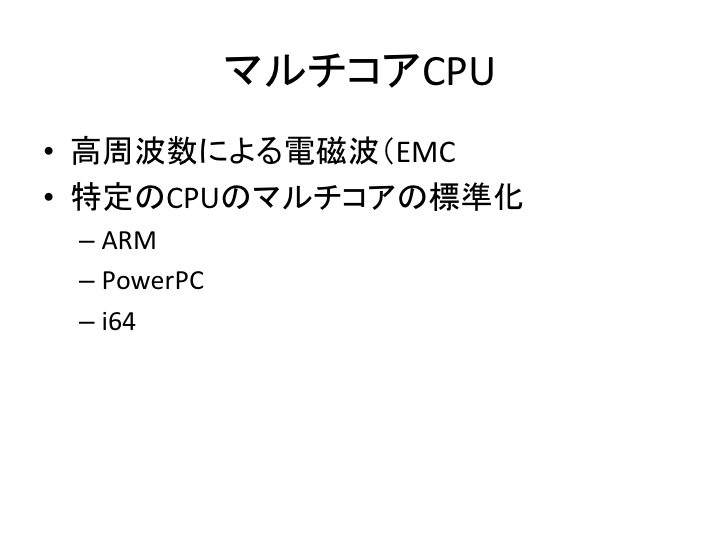 マルチコアCPU
• 高周波数による電磁波（EMC
• 特定のCPUのマルチコアの標準化
– ARM
– PowerPC
– i64